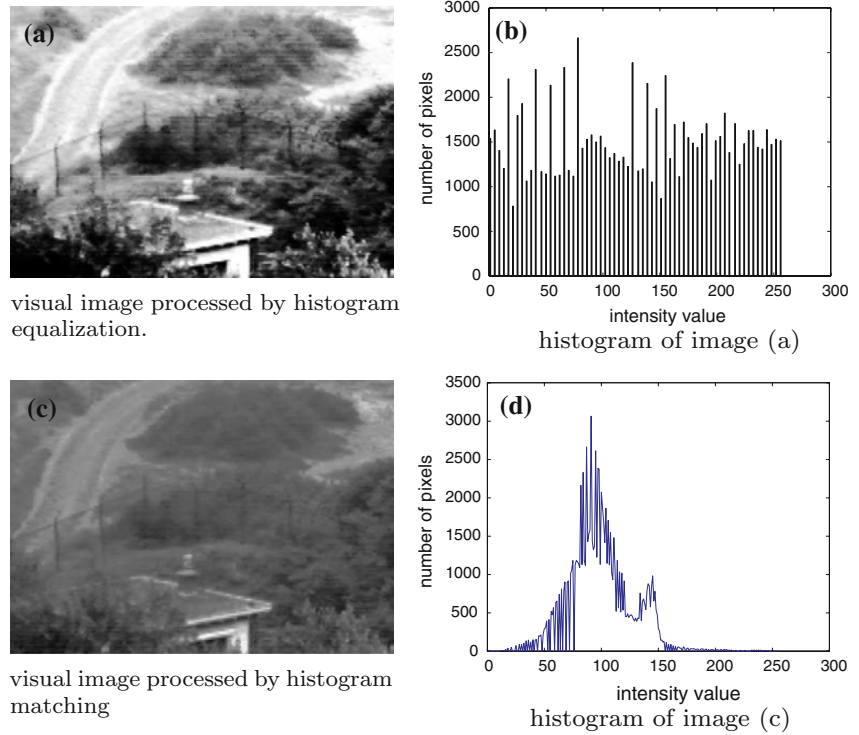 (a)
visual image processed by histogram
equalization.
(b)
number of pixels
3000
2500
2000
1500
1000
500
0
0 50 100 150 200 250 300
intensity value
histogram of image (a)
(c)
visual image processed by histogram
matching
(d)
number of pixels
3500
3000
2500
2000
1500
1000
500
0
0 50 100 150 200 250 300
intensity value
histogram of image (c)